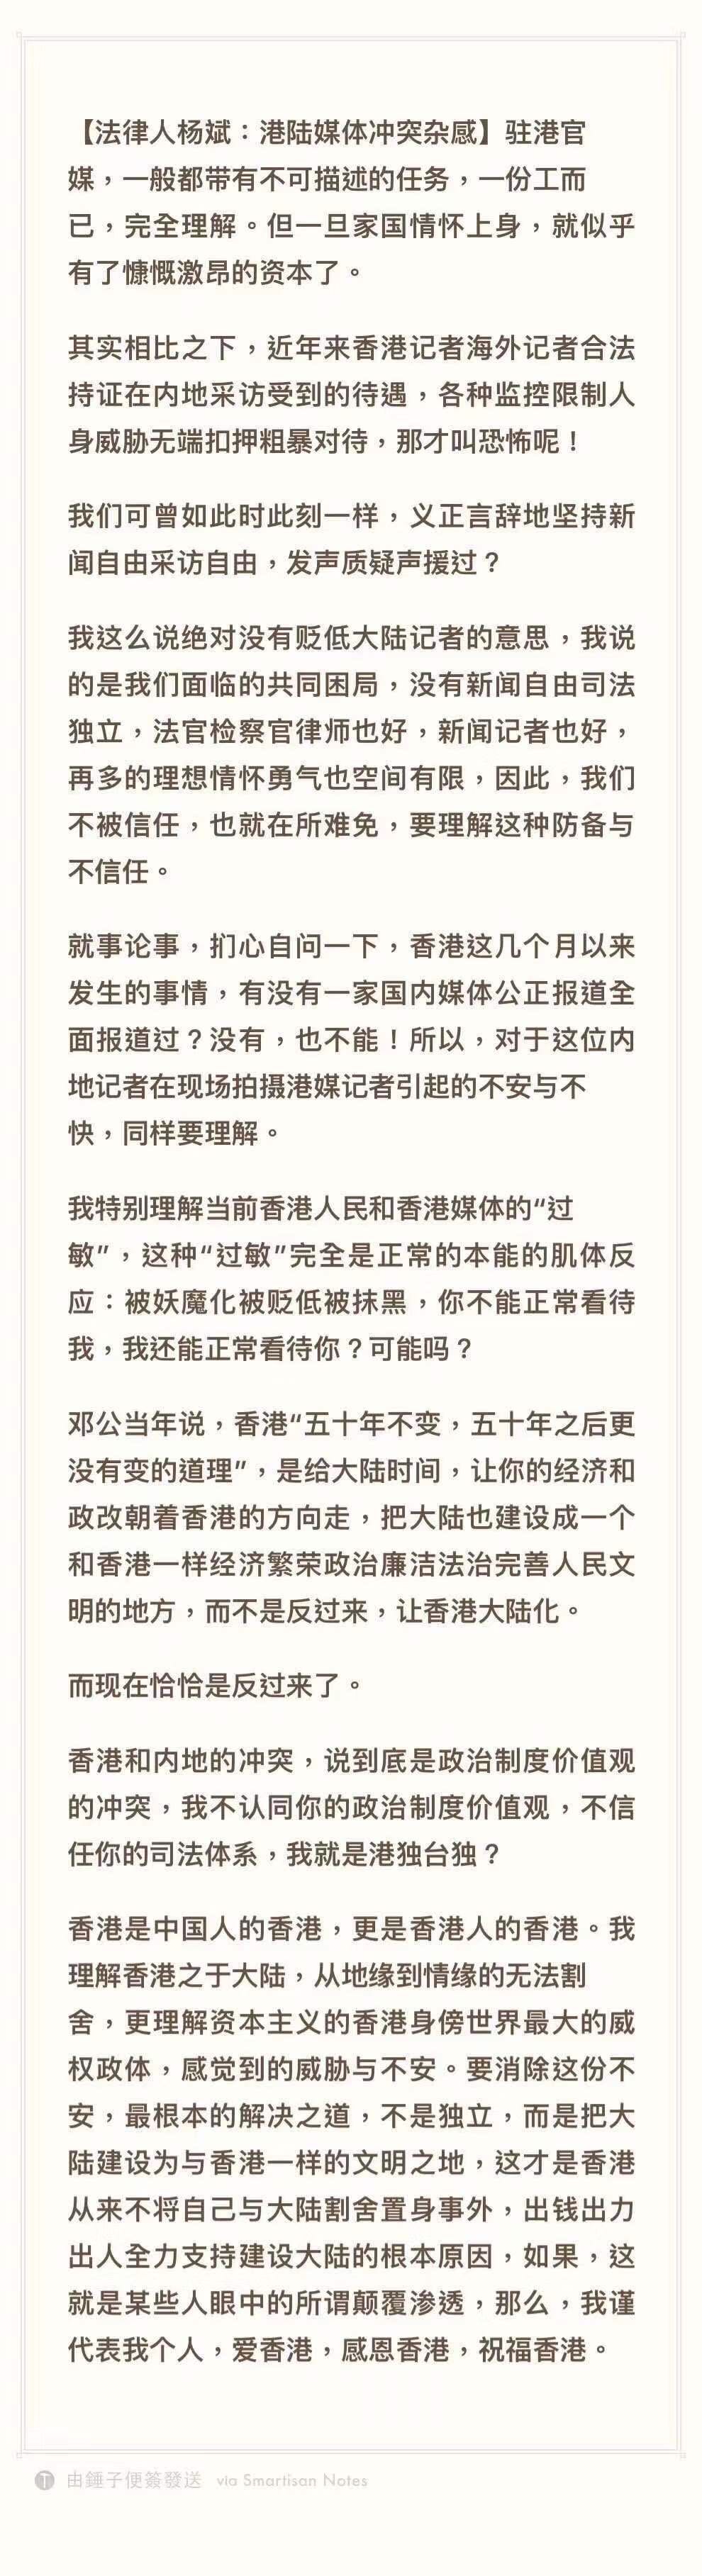 【法律人杨斌：港陆媒体冲突杂感】驻港官
媒，一般都带有不可描述的任务，一份工而
已，完全理解。但一旦家国情怀上身，就似乎
有了慷慨激昂的资本了。
其实相比之下，近年来香港记者海外记者合法
持证在内地采访受到的待遇，各种监控限制人
身威胁无端扣押粗暴对待，那才叫恐怖呢！
我们可曾如此时此刻一样，义正言辞地坚持新
闻自由采访自由，发声质疑声援过？
我这么说绝对没有贬低大陆记者的意思，我说
的是我们面临的共同困局，没有新闻自由司法
独立，法官检察官律师也好，新闻记者也好，
再多的理想情怀勇气也空间有限，因此，我们
不被信任，也就在所难免，要理解这种防备与
不信任。
就事论事，扪心自问一下，香港这几个月以来
发生的事情，有没有一家国内媒体公正报道全
面报道过？没有，也不能！所以，对于这位内
地记者在现场拍摄港媒记者引起的不安与不
快，同样要理解。
我特别理解当前香港人民和香港媒体的“过
敏”，这种“过敏”完全是正常的本能的肌体反
应：被妖魔化被贬低被抹黑，你不能正常看待
我，我还能正常看待你？可能吗？
邓公当年说，香港“五十年不变，五十年之后更
没有变的道理”，是给大陆时间，让你的经济和
政改朝着香港的方向走，把大陆也建设成一个
和香港一样经济繁荣政治廉洁法治完善人民文
明的地方，而不是反过来，让香港大陆化。
而现在恰恰是反过来了。
香港和内地的冲突，说到底是政治制度价值观
的冲突，我不认同你的政治制度价值观，不信
任你的司法体系，我就是港独台独？
香港是中国人的香港，更是香港人的香港。我
理解香港之于大陆，从地缘到情缘的无法割
舍，更理解资本主义的香港身傍世界最大的威
权政体，感觉到的威胁与不安。要消除这份不
安，最根本的解决之道，不是独立，而是把大
陆建设为与香港一样的文明之地，这才是香港
从来不将自己与大陆割舍置身事外，出钱出力
出人全力支持建设大陆的根本原因，如果，这
就是某些人眼中的所谓颠覆渗透，那么，我谨
代表我个人，爱香港，感恩香港，祝福香港。
由錘子便簽發送 via Smartisan Notes